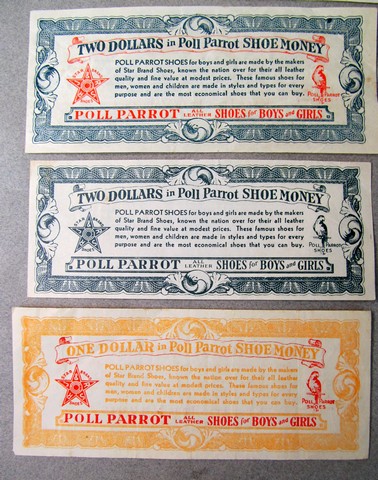 TWO DOLLARS in Poll Parrot SHOE MONEY
POLL PARROT SHOES for boys and girls are made by the makers
of Star Brand Shoes, known the nation over for their all leather
quality and fine value at modest prices. These famous shoes for
men, women and children are made in styles and types for every
purpose and are the most economical shoes that you can buy.
STAR BRAND SHOES
POLL PARROT
SHOES
POLL PARROT ALL LEATHER SHOES for BOYS and GIRLS
TWO DOLLARS in Poll Parrot SHOE MONEY
POLL PARROT SHOES for boys and girls are made by the makers
of Star Brand Shoes, known the nation over for their all leather
quality and fine value at modest prices. These famous shoes for
men, women and children are made in styles and types for every
purpose and are the most economical shoes that you can buy.
STAR BRAND SHOES
POLL PARROT
SHOES
POLL PARROT ALL LEATHER SHOES for BOYS and GIRLS
ONE DOLLAR in Poll Parrot SHOE MONEY
POLL PARROT SHOES for boys and girls are made by the makers
of Star Brand Shoes, known the nation over for their all leather
quality and fine value at modest prices. These famous shoes for
men, women and children are made in styles and types for every
purpose and are the most economical shoes that you can buy.
STAR BRAND SHOES
POLL PARROT
SHOES
POLL PARROT ALL LEATHER SHOES for BOYS and GIRLS